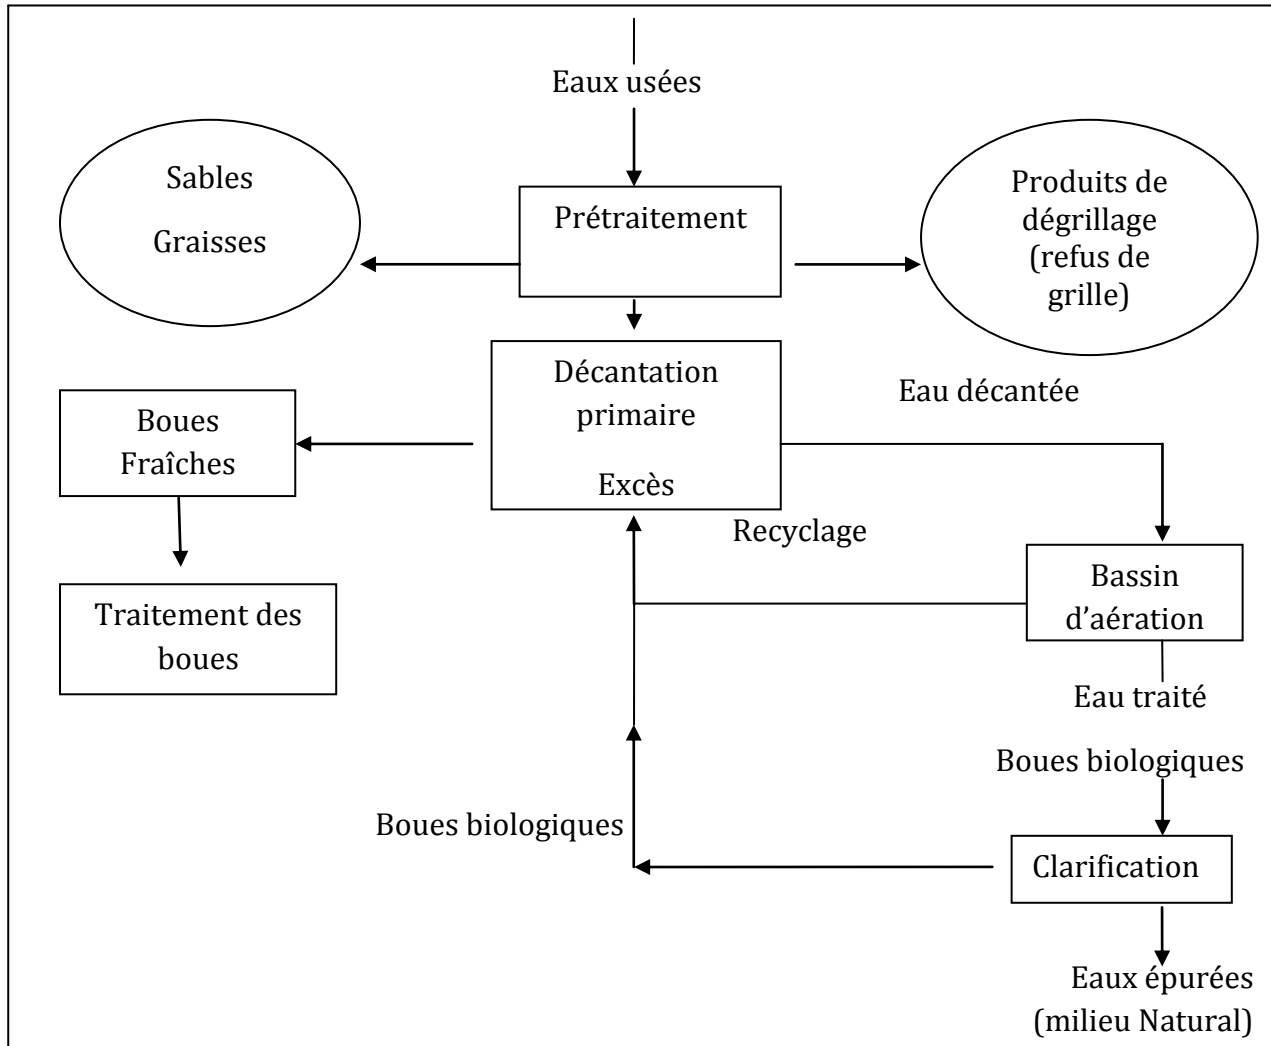 Eaux usées
Sables
Graisses
Prétraitement
Produits de
dégrillage
(refus de
grille)
Décantation
primaire
Excès
Eau décantée
Boues
Fraîches
Recyclage
Bassin
d'aération
Traitement des
boues
Eau traité
Boues biologiques
Boues biologiques
Clarification
Eaux épurées
(milieu Natural)